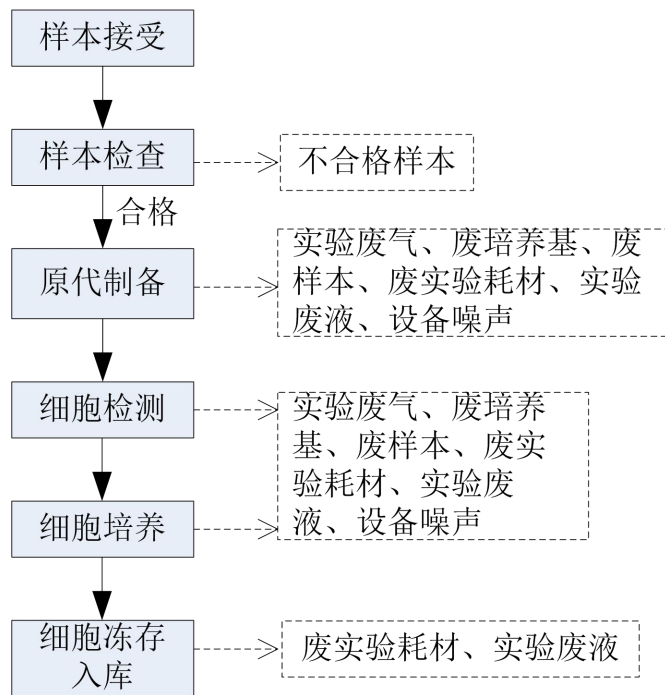 样本接受
样本检查
不合格样本
合格
原代制备
实验废气、废培养基、废
样本、废实验耗材、实验
废液、设备噪声
细胞检测
实验废气、废培养
基、废样本、废实
验耗材、实验废
液、设备噪声
细胞培养
细胞冻存
入库
废实验耗材、实验废液